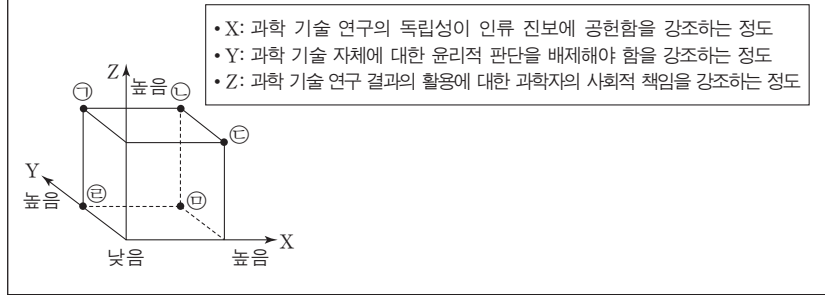 • X: 과학 기술 연구의 독립성이 인류 진보에 공헌함을 강조하는 정도
• Y: 과학 기술 자체에 대한 윤리적 판단을 배제해야 함을 강조하는 정도
• Z: 과학 기술 연구 결과의 활용에 대한 과학자의 사회적 책임을 강조하는 정도
Z
높음
㉠
㉡
㉢
Y
높음
㉣
㉤
X
낮음
높음